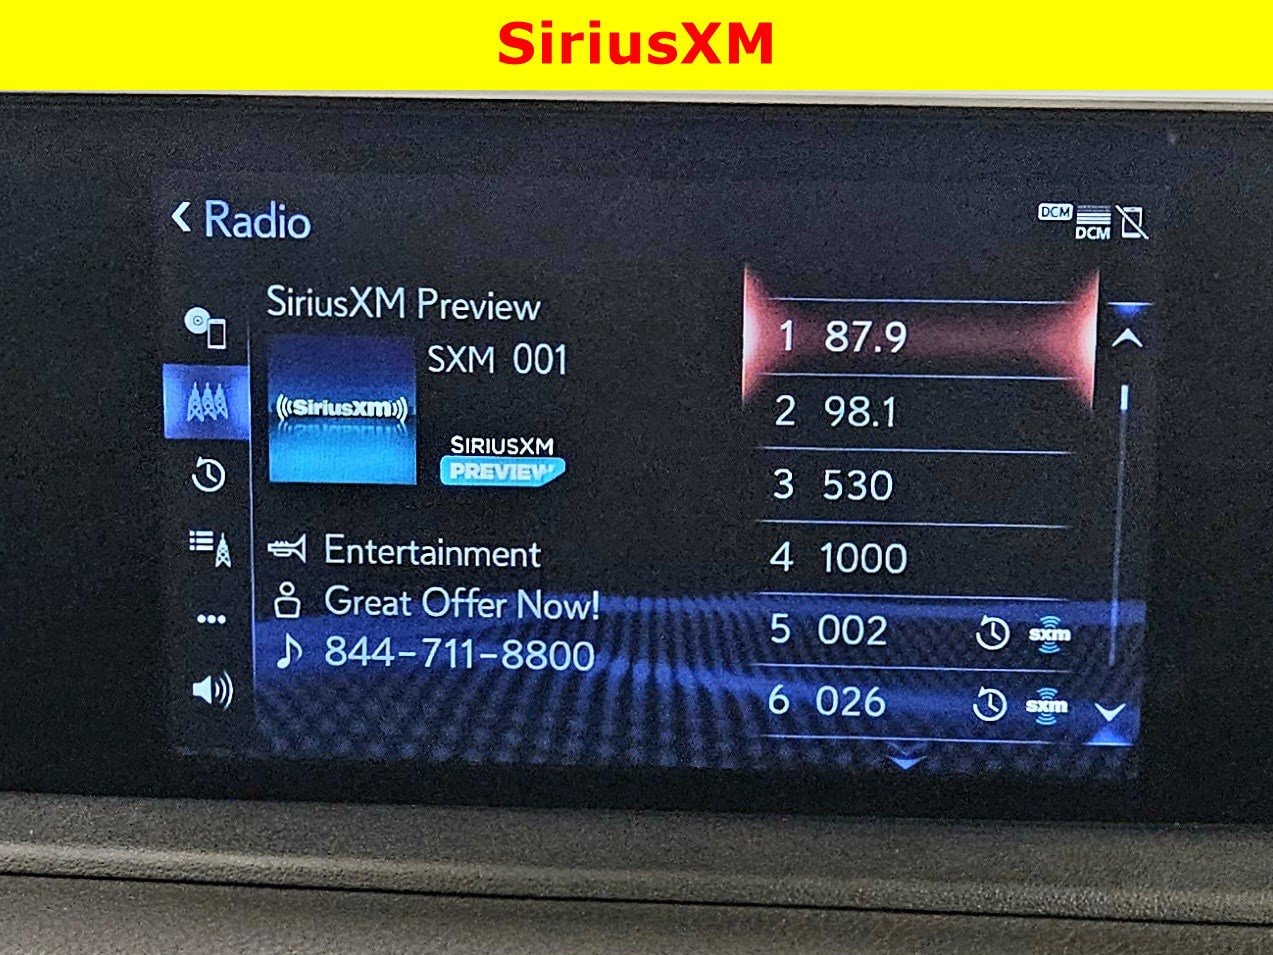 SiriusXM
Radio
DCM
DCM
SiriusXM Preview
SXM 001
((SiriusXM))
SIRIUSXM
PREVIEW
Entertainment
Great Offer Now!
844-711-8800
1 87.9
2 98.1
3 530
4 1000
5 002 sxm
6 026 sxm